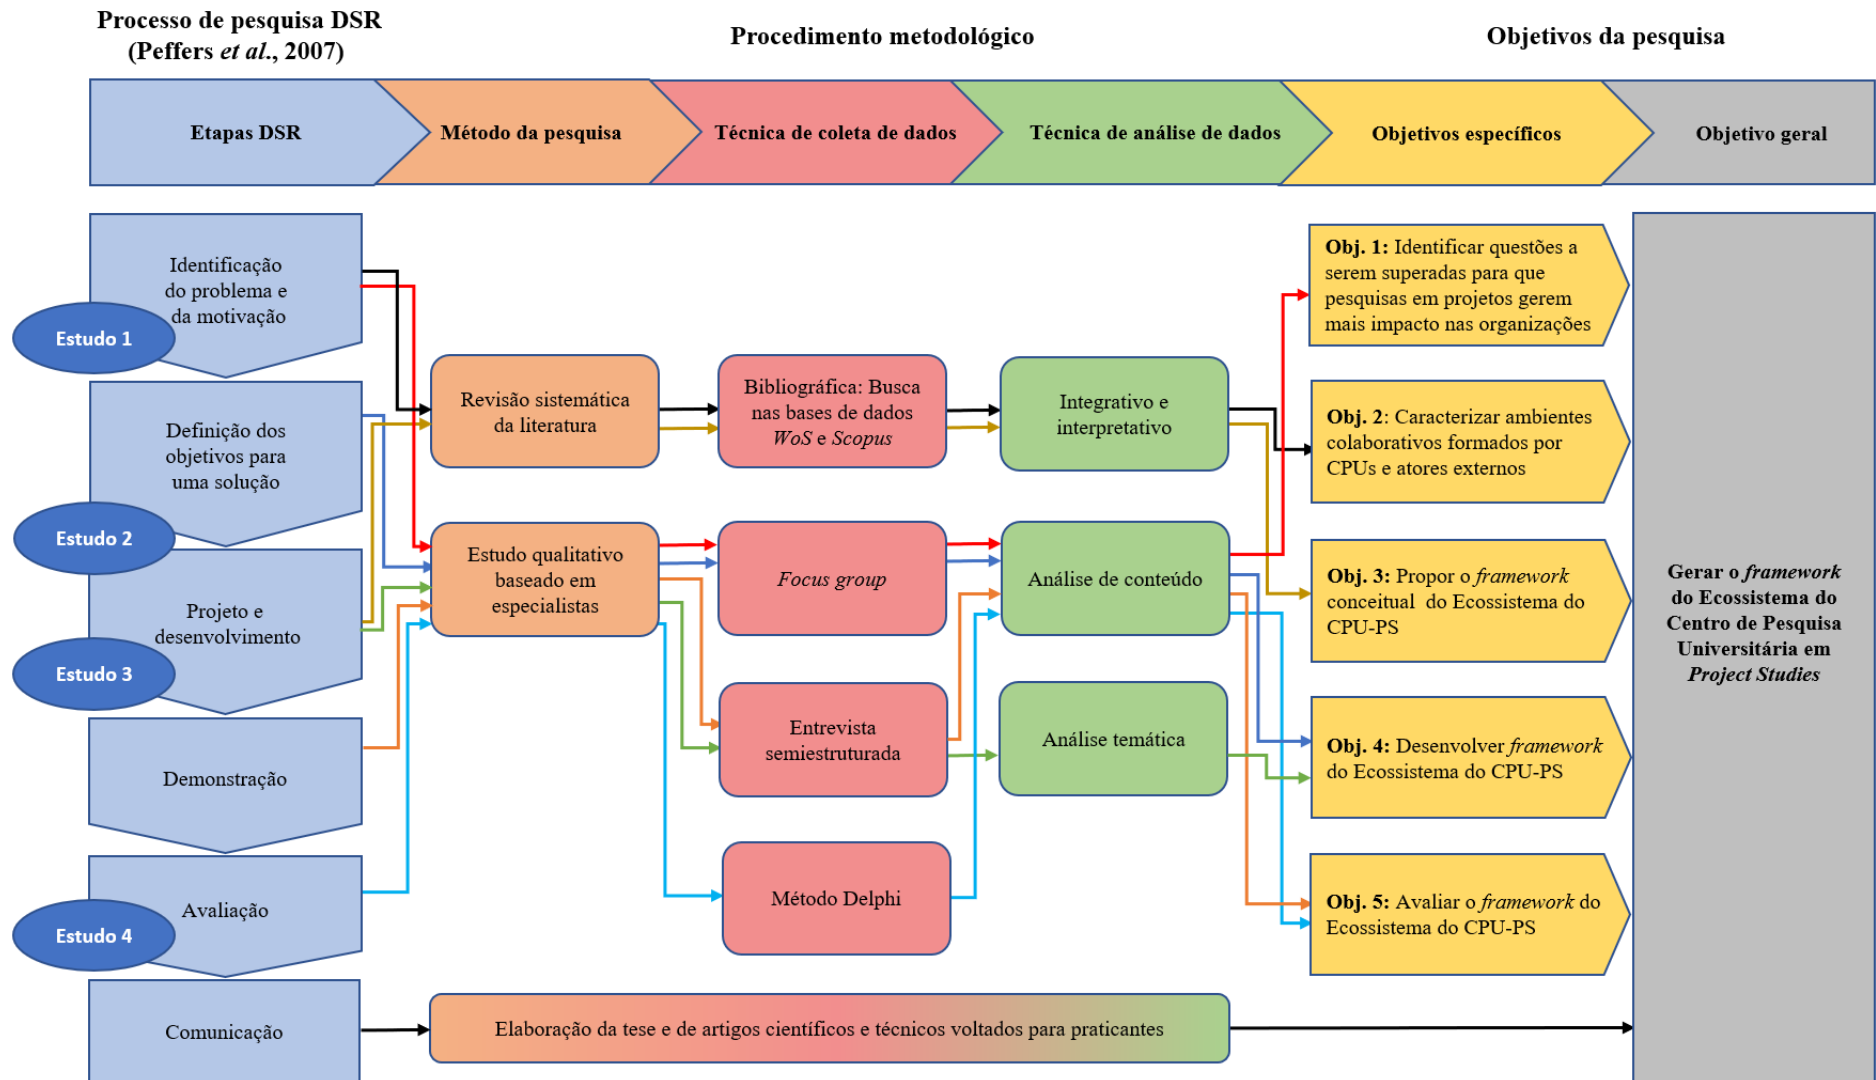 Processo de pesquisa DSR
(Peffers et al., 2007)
Procedimento metodológico
Objetivos da pesquisa
Etapas DSR
Método da pesquisa
Técnica de coleta de dados
Técnica de análise de dados
Objetivos específicos
Objetivo geral
Identificação
do problema e
da motivação
Estudo 1
Definição dos
objetivos para
uma solução
Estudo 2
Projeto e
desenvolvimento
Estudo 3
Demonstração
Avaliação
Estudo 4
Comunicação
Revisão sistemática
da literatura
Estudo qualitativo
baseado em
especialistas
Bibliográfica: Busca
nas bases de dados
WoS e Scopus
Focus group
Entrevista
semiestruturada
Método Delphi
Integrativo e
interpretativo
Análise de conteúdo
Análise temática
Elaboração da tese e de artigos científicos e técnicos voltados para praticantes
Obj. 1: Identificar questões a
serem superadas para que
pesquisas em projetos gerem
mais impacto nas organizações
Obj. 2: Caracterizar ambientes
colaborativos formados por
CPUs e atores externos
Obj. 3: Propor o framework
conceitual do Ecossistema do
CPU-PS
Obj. 4: Desenvolver framework
do Ecossistema do CPU-PS
Obj. 5: Avaliar o framework do
Ecossistema do CPU-PS
Gerar o framework
do Ecossistema do
Centro de Pesquisa
Universitária em
Project Studies